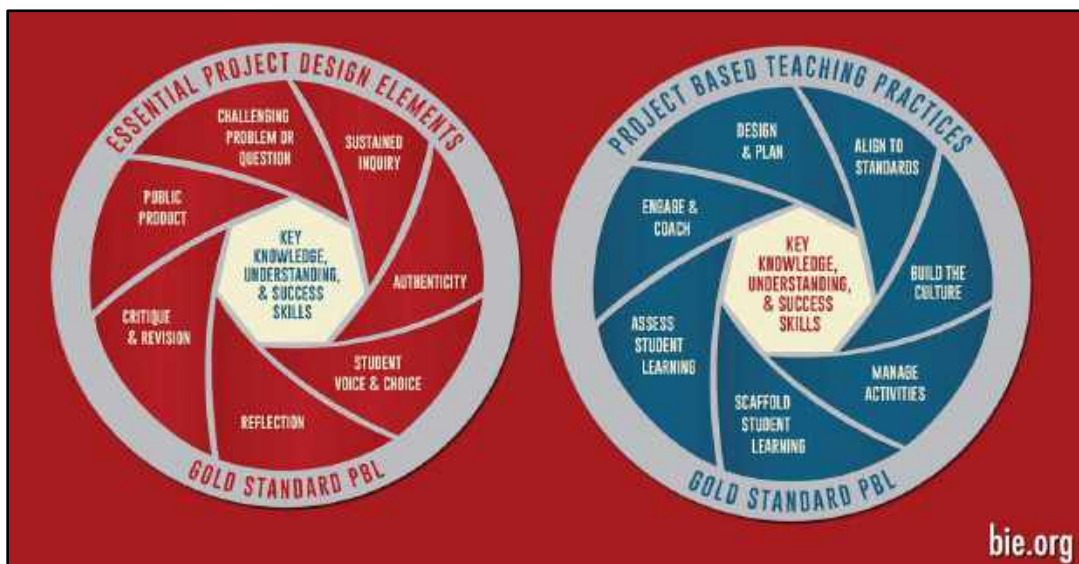 ESSENTIAL PROJECT DESIGN ELEMENTS
CHALLENGING
PROBLEM OR
QUESTION
SUSTAINED
INQUIRY
AUTHENTICITY
STUDENT
VOICE & CHOICE
REFLECTION
CRITIQUE
& REVISION
PUBLIC
PRODUCT
KEY
KNOWLEDGE,
UNDERSTANDING,
& SUCCESS
SKILLS
GOLD STANDARD PBL
PROJECT BASED TEACHING PRACTICES
DESIGN
& PLAN
ALIGN TO
STANDARDS
BUILD THE
CULTURE
MANAGE
ACTIVITIES
SCAFFOLD
STUDENT
LEARNING
ASSESS
STUDENT
LEARNING
ENGAGE &
COACH
KEY
KNOWLEDGE,
UNDERSTANDING,
& SUCCESS
SKILLS
GOLD STANDARD PBL
bie.org